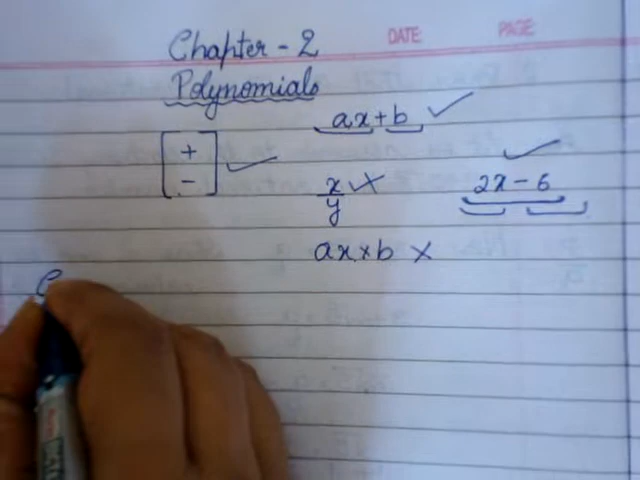 DATE PAGE
Chapter - 2
Polynomials
ax+b ✓
[+ -] ✓
x/y ✗
2x-6 ✓
ax×b ✗